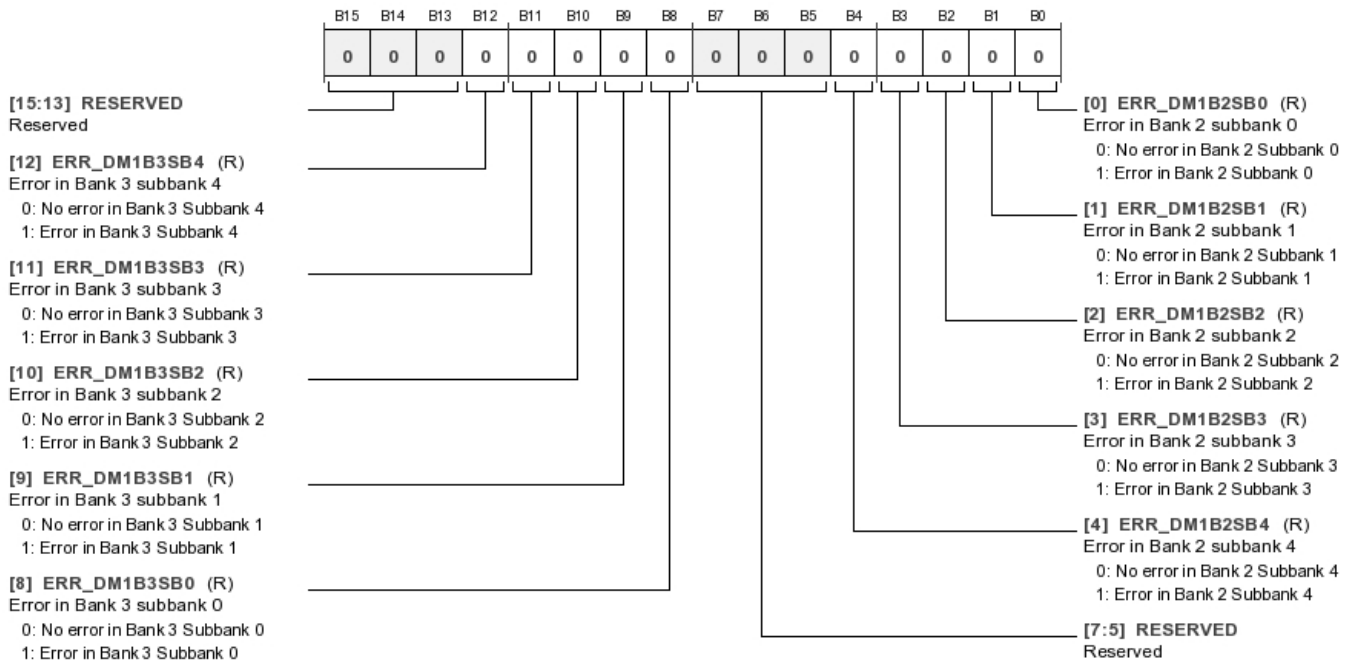 B15 B14 B13 B12 B11 B10 B9 B8 B7 B6 B5 B4 B3 B2 B1 B0
0 0 0 0 0 0 0 0 0 0 0 0 0 0 0 0
[15:13] RESERVED
Reserved
[12] ERR_DM1B3SB4 (R)
Error in Bank 3 subbank 4
0: No error in Bank 3 Subbank 4
1: Error in Bank 3 Subbank 4
[11] ERR_DM1B3SB3 (R)
Error in Bank 3 subbank 3
0: No error in Bank 3 Subbank 3
1: Error in Bank 3 Subbank 3
[10] ERR_DM1B3SB2 (R)
Error in Bank 3 subbank 2
0: No error in Bank 3 Subbank 2
1: Error in Bank 3 Subbank 2
[9] ERR_DM1B3SB1 (R)
Error in Bank 3 subbank 1
0: No error in Bank 3 Subbank 1
1: Error in Bank 3 Subbank 1
[8] ERR_DM1B3SB0 (R)
Error in Bank 3 subbank 0
0: No error in Bank 3 Subbank 0
1: Error in Bank 3 Subbank 0
[0] ERR_DM1B2SB0 (R)
Error in Bank 2 subbank 0
0: No error in Bank 2 Subbank 0
1: Error in Bank 2 Subbank 0
[1] ERR_DM1B2SB1 (R)
Error in Bank 2 subbank 1
0: No error in Bank 2 Subbank 1
1: Error in Bank 2 Subbank 1
[2] ERR_DM1B2SB2 (R)
Error in Bank 2 subbank 2
0: No error in Bank 2 Subbank 2
1: Error in Bank 2 Subbank 2
[3] ERR_DM1B2SB3 (R)
Error in Bank 2 subbank 3
0: No error in Bank 2 Subbank 3
1: Error in Bank 2 Subbank 3
[4] ERR_DM1B2SB4 (R)
Error in Bank 2 subbank 4
0: No error in Bank 2 Subbank 4
1: Error in Bank 2 Subbank 4
[7:5] RESERVED
Reserved